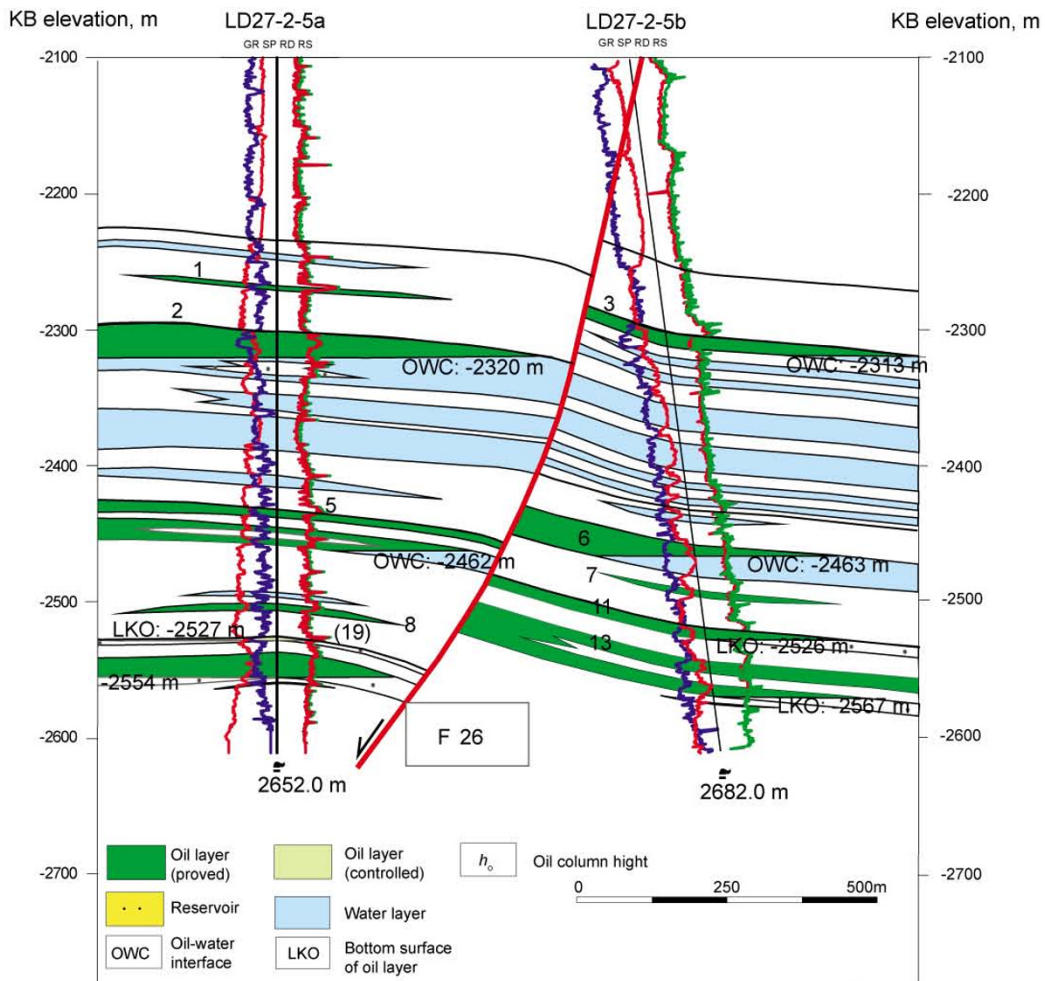 KB elevation, m
LD27-2-5a
LD27-2-5b
KB elevation, m
GR SP RD RS
GR SP RD RS
-2100
-2100
-2200
-2200
1
2
3
-2300
-2300
OWC: -2320 m
OWC: -2313 m
-2400
-2400
5
6
OWC: -2462 m
OWC: -2463 m
7
-2500
-2500
11
8
LKO: -2527 m
(19)
13
LKO: -2526 m
-2554 m
LKO: -2567 m
F 26
-2600
-2600
2652.0 m
2682.0 m
Oil layer
(proved)
Oil layer
(controlled)
h₀
Oil column hight
-2700
-2700
0
250
500m
Reservoir
Water layer
OWC
Oil-water
interface
LKO
Bottom surface
of oil layer